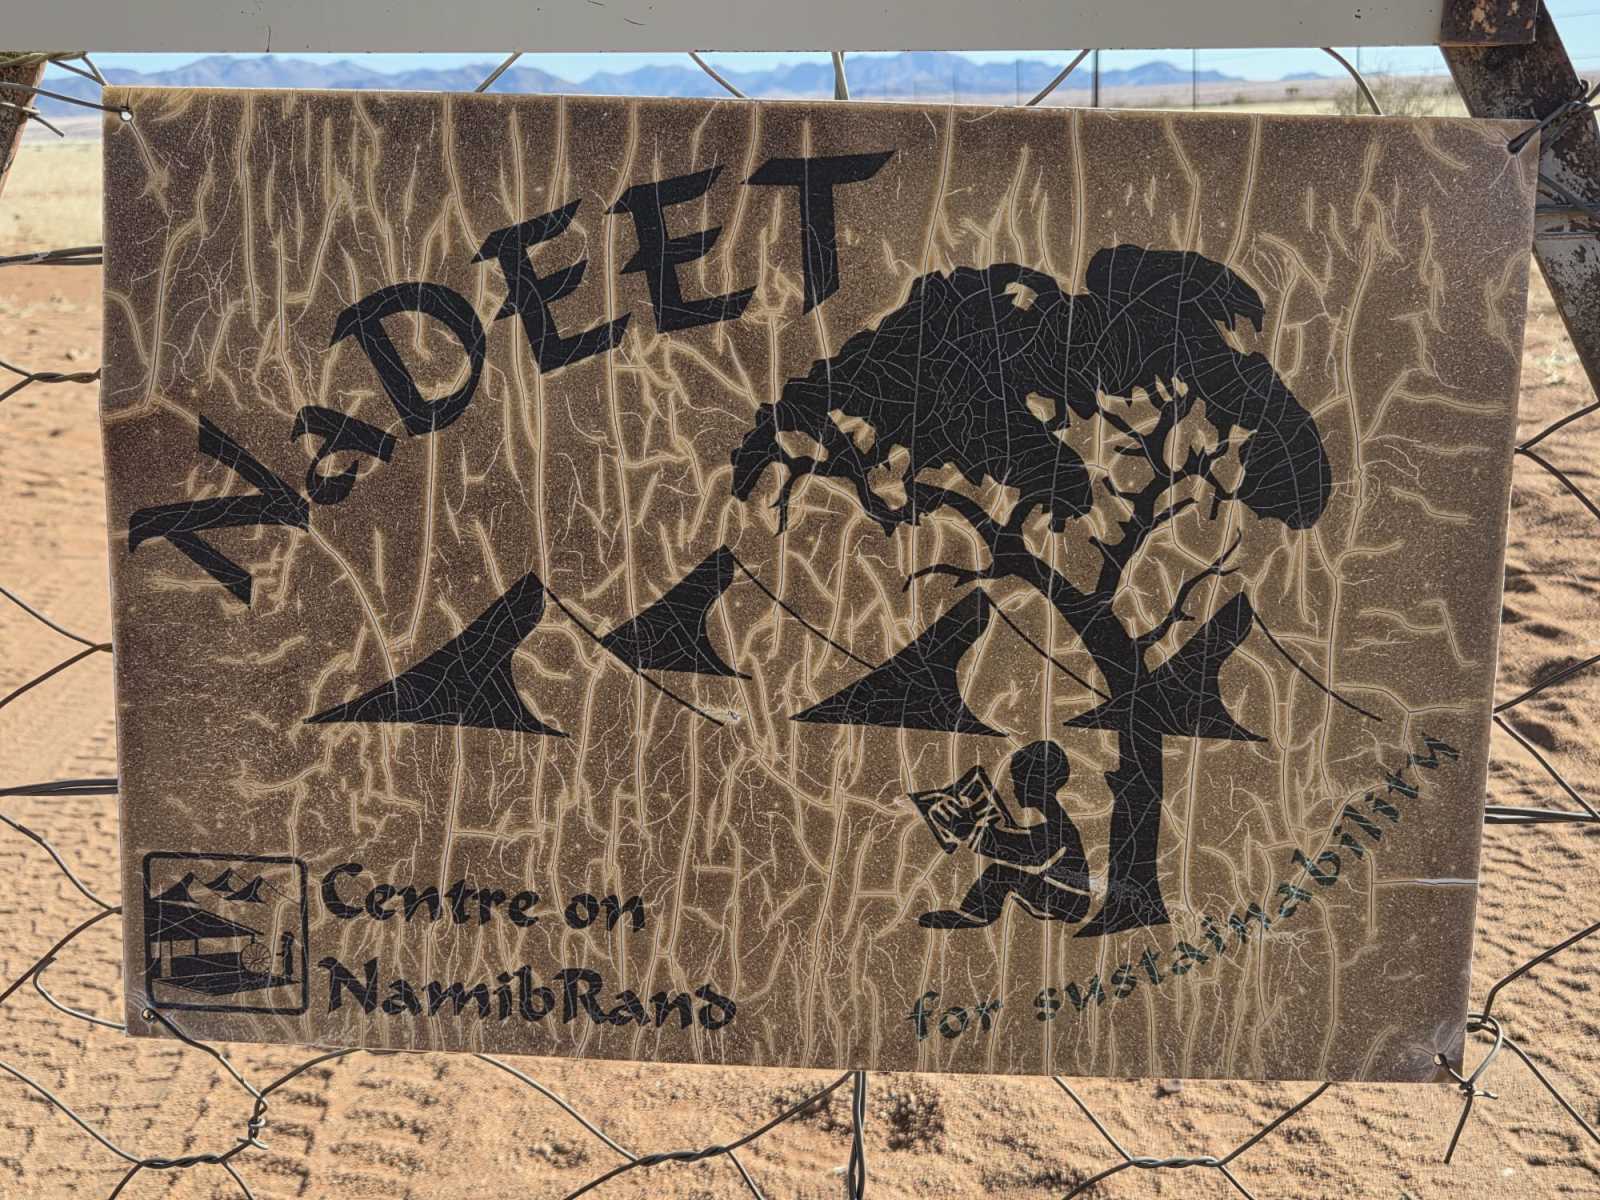 NaDEET
Centre on
NamibRand
for sustainability